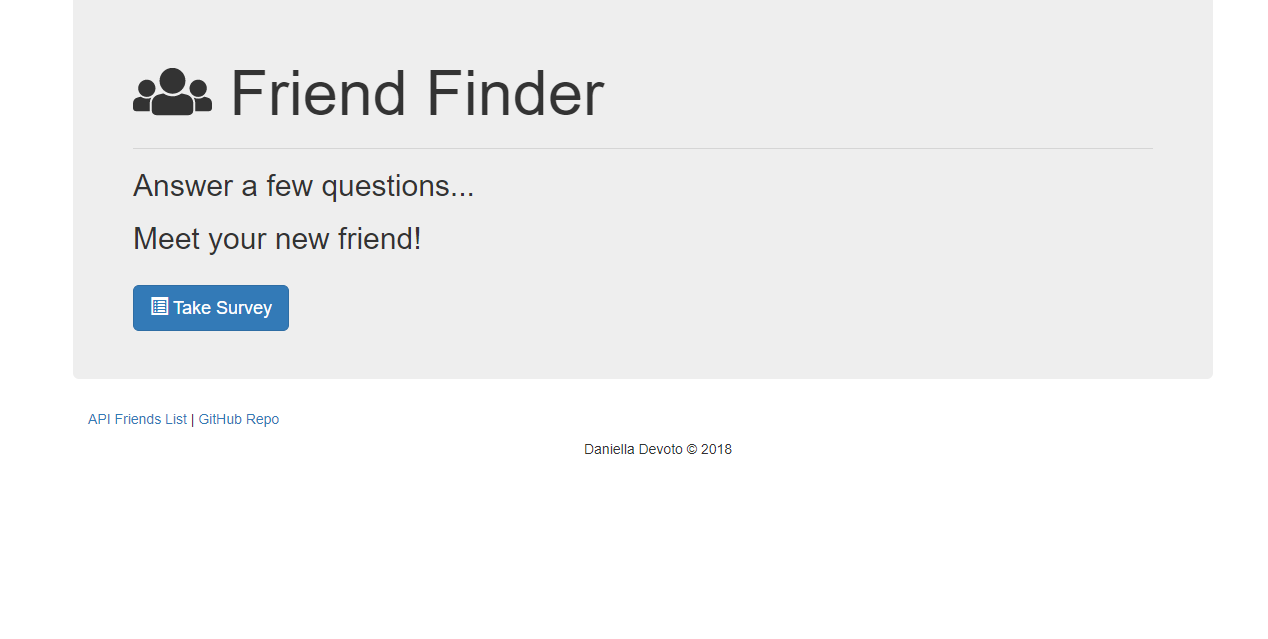 Friend Finder
Answer a few questions...
Meet your new friend!
Take Survey
API Friends List | GitHub Repo
Daniella Devoto © 2018